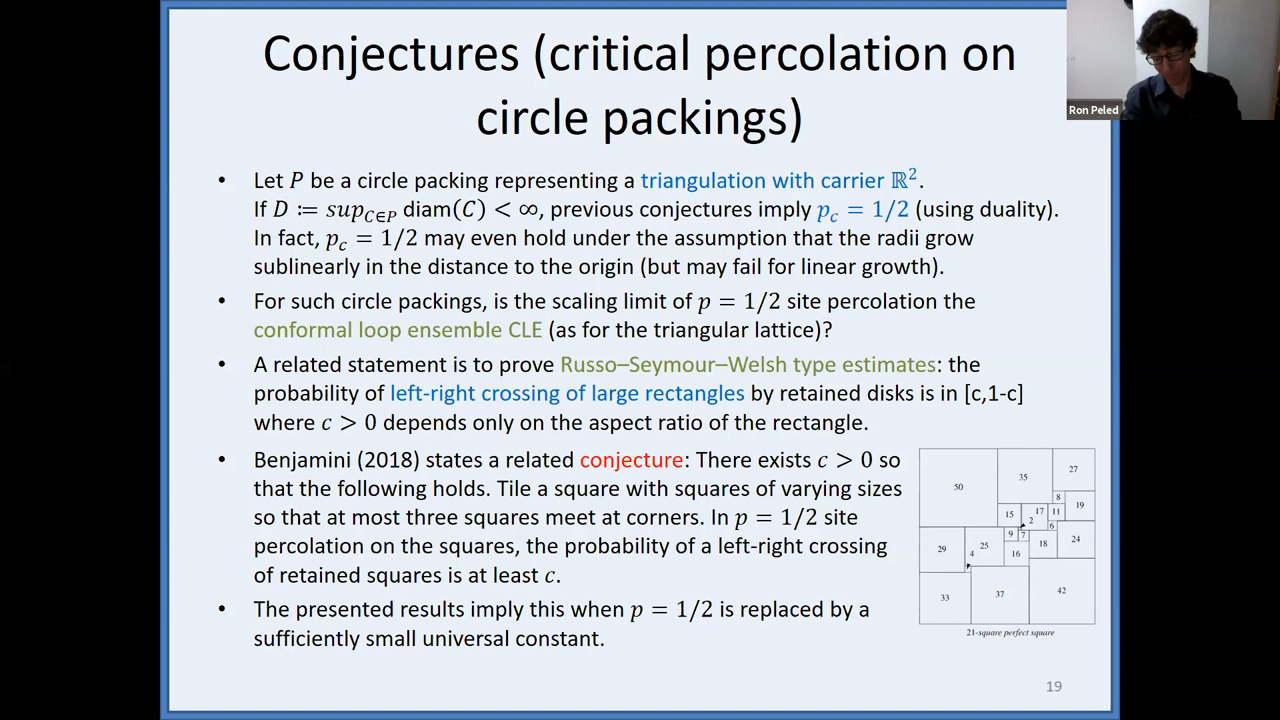 Conjectures (critical percolation on
circle packings)
Ron Peled
• Let P be a circle packing representing a triangulation with carrier ℝ².
If D ≔ sup_{C∈P} diam(C) < ∞, previous conjectures imply p_c = 1/2 (using duality).
In fact, p_c = 1/2 may even hold under the assumption that the radii grow
sublinearly in the distance to the origin (but may fail for linear growth).
• For such circle packings, is the scaling limit of p = 1/2 site percolation the
conformal loop ensemble CLE (as for the triangular lattice)?
• A related statement is to prove Russo–Seymour–Welsh type estimates: the
probability of left-right crossing of large rectangles by retained disks is in [c,1-c]
where c > 0 depends only on the aspect ratio of the rectangle.
• Benjamini (2018) states a related conjecture: There exists c > 0 so
that the following holds. Tile a square with squares of varying sizes
so that at most three squares meet at corners. In p = 1/2 site
percolation on the squares, the probability of a left-right crossing
of retained squares is at least c.
• The presented results imply this when p = 1/2 is replaced by a
sufficiently small universal constant.
50
35
27
8
19
15
17
11
2
6
9
7
24
29
25
18
4
16
33
37
42
21-square perfect square
19